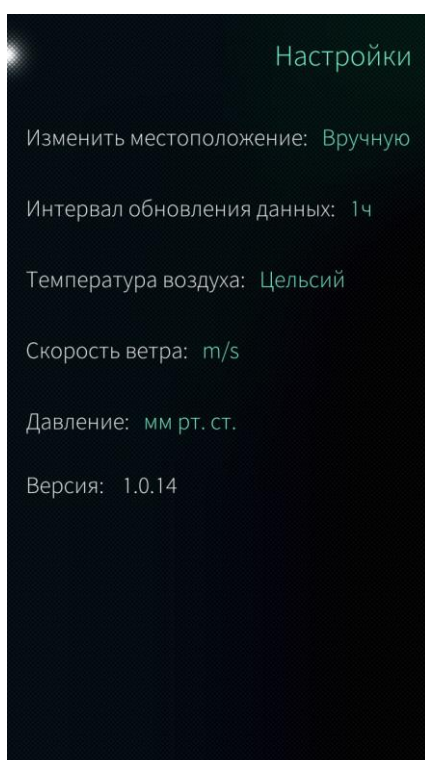 Настройки
Изменить местоположение: Вручную
Интервал обновления данных: 1ч
Температура воздуха: Цельсий
Скорость ветра: m/s
Давление: мм рт. ст.
Версия: 1.0.14